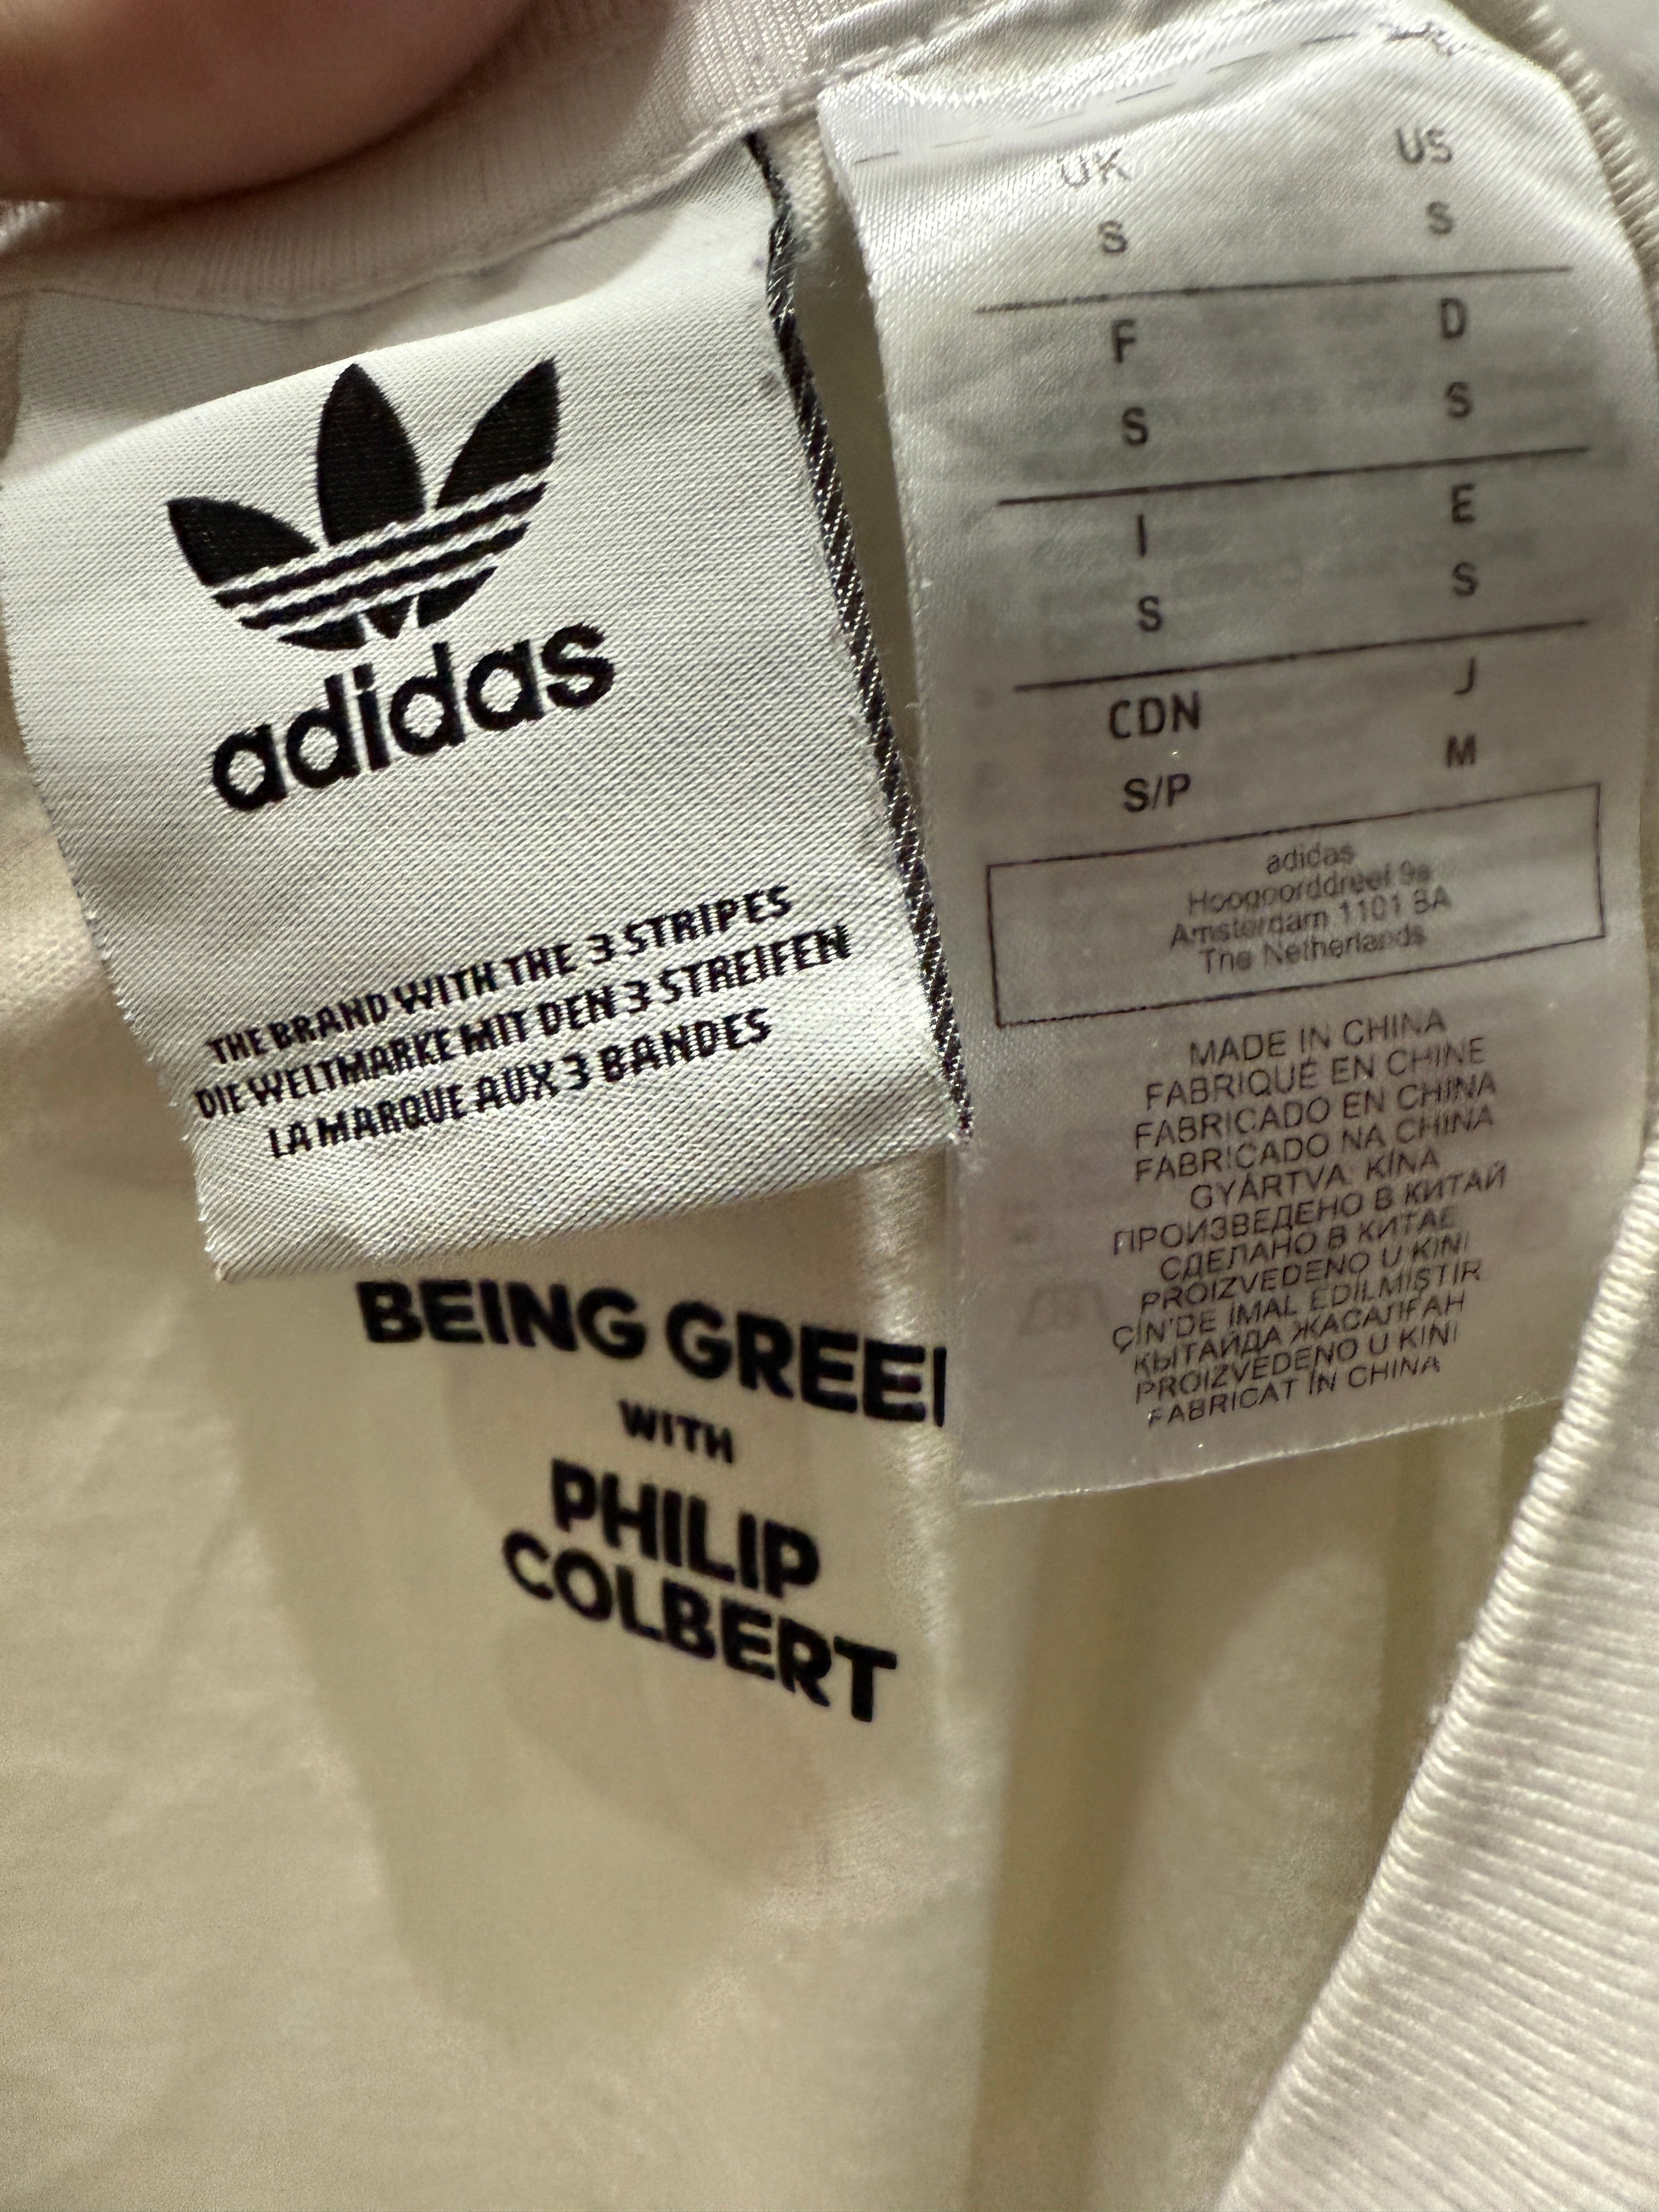 adidas
THE BRAND WITH THE 3 STRIPES
DIE WELTMARKE MIT DEN 3 STREIFEN
LA MARQUE AUX 3 BANDES
BEING GREE
WITH
PHILIP
COLBERT
UK US
S S
F D
S S
I E
S S
CDN J
S/P M
adidas
Hoogoorddreef 9a
Amsterdam 1101 BA
The Netherlands
MADE IN CHINA
FABRIQUÉ EN CHINE
FABRICADO EN CHINA
FABRICADO NA CHINA
GYÁRTVA: KÍNA
ПРОИЗВЕДЕНО В КИТАЙ
СДЕЛАНО В КИТАЕ
PROIZVEDENO U KINI
ÇİN'DE İMAL EDİLMİŞTİR
ҚЫТАЙДА ЖАСАЛҒАН
PROIZVEDENO U KINI
FABRICAT ÎN CHINA